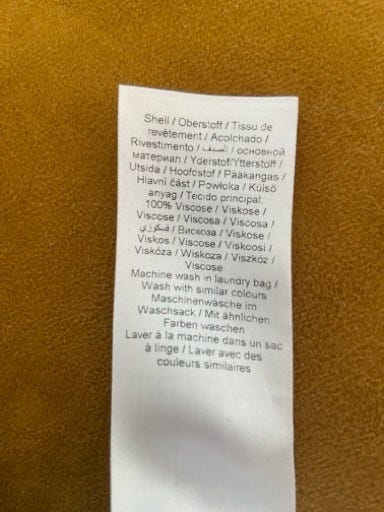 Shell / Oberstoff / Tissu de
revêtement / Acolchado /
Rivestimento / الصدف / основной
материал / Yderstof/Ytterstoff /
Utsida / Hoofdstof / Pääkangas /
Hlavní část / Powłoka / Külső
anyag / Tecido principal:
100% Viscose / Viskose /
Viscose / Viscosa / Viscosa /
فسكوزي / Вискоза / Viskose /
Viskos / Viscose / Viskoosi /
Viskóza / Wiskoza / Viszkóz /
Viscose
Machine wash in laundry bag /
Wash with similar colours
Maschinenwäsche im
Waschsack / Mit ähnlichen
Farben waschen
Laver à la machine dans un sac
à linge / Laver avec des
couleurs similaires